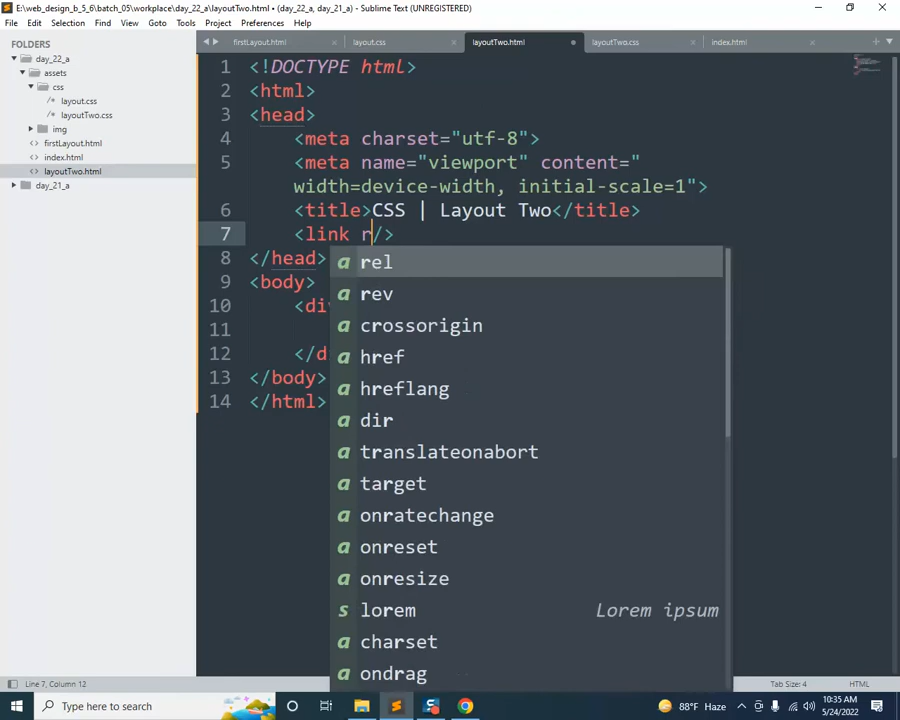 E:\web_design_b_5_6\batch_05\workplace\day_22_a\layoutTwo.html • (day_22_a, day_21_a) - Sublime Text (UNREGISTERED)
File Edit Selection Find View Goto Tools Project Preferences Help
FOLDERS
day_22_a
assets
css
layout.css
layoutTwo.css
img
firstLayout.html
index.html
layoutTwo.html
day_21_a
firstLayout.html layout.css layoutTwo.html layoutTwo.css index.html
1 <!DOCTYPE html>
2 <html>
3 <head>
4 <meta charset="utf-8">
5 <meta name="viewport" content="
width=device-width, initial-scale=1">
6 <title>CSS | Layout Two</title>
7 <link r/>
8 </head>
9 <body>
10 <di
11
12 </d
13 </body>
14 </html>
a rel
a rev
a crossorigin
a href
a hreflang
a dir
a translateonabort
a target
a onratechange
a onreset
a onresize
s lorem Lorem ipsum
a charset
a ondrag
Line 7, Column 12 Tab Size: 4 HTML
Type here to search
88°F Haze
10:35 AM
5/24/2022